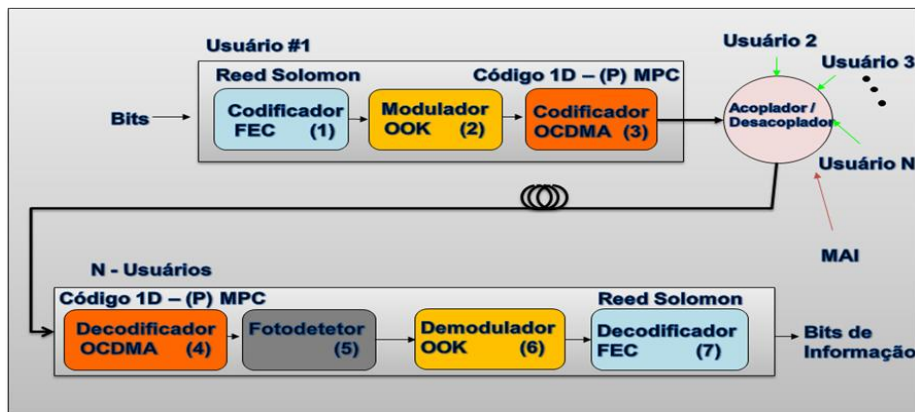 Usuário #1
Usuário 2
Usuário 3
Reed Solomon
Código 1D – (P) MPC
Bits
Codificador
FEC (1)
Modulador
OOK (2)
Codificador
OCDMA (3)
Acoplador /
Desacoplador
Usuário N
MAI
N - Usuários
Código 1D – (P) MPC
Reed Solomon
Decodificador
OCDMA (4)
Fotodetetor
(5)
Demodulador
OOK (6)
Decodificador
FEC (7)
Bits de
Informação